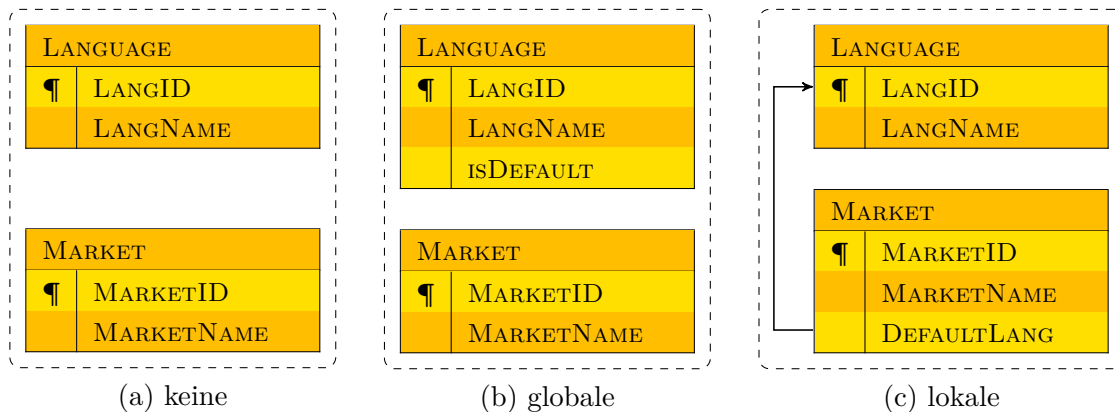 LANGUAGE
¶ LANGID
LANGNAME
MARKET
¶ MARKETID
MARKETNAME
(a) keine
LANGUAGE
¶ LANGID
LANGNAME
ISDEFAULT
MARKET
¶ MARKETID
MARKETNAME
(b) globale
LANGUAGE
¶ LANGID
LANGNAME
MARKET
¶ MARKETID
MARKETNAME
DEFAULTLANG
(c) lokale